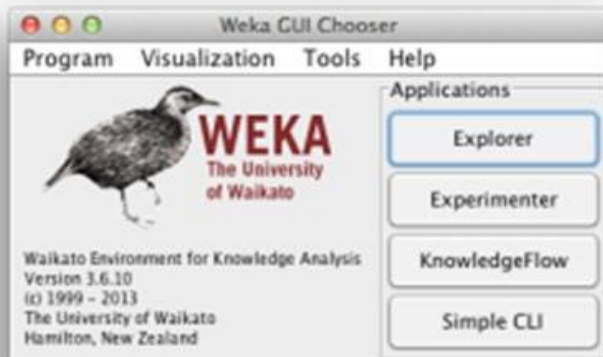 Weka GUI Chooser
Program Visualization Tools Help
Applications
WEKA
The University
of Waikato
Explorer
Experimenter
KnowledgeFlow
Simple CLI
Waikato Environment for Knowledge Analysis
Version 3.6.10
(c) 1999 - 2013
The University of Waikato
Hamilton, New Zealand